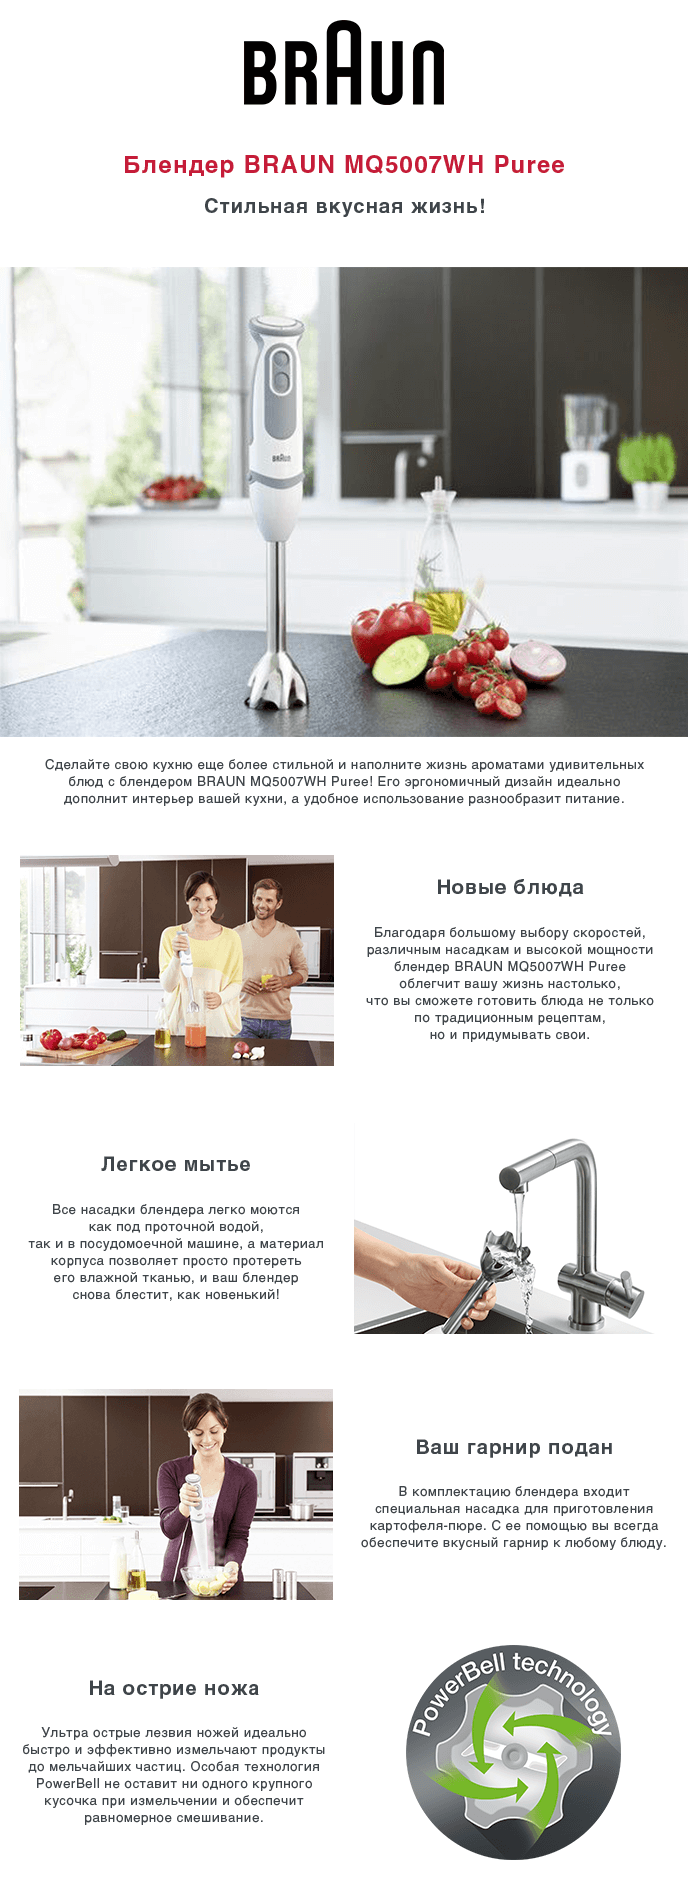 BRAUN
Блендер BRAUN MQ5007WH Puree
Стильная вкусная жизнь!
BRAUN
Сделайте свою кухню еще более стильной и наполните жизнь ароматами удивительных
блюд с блендером BRAUN MQ5007WH Puree! Его эргономичный дизайн идеально
дополнит интерьер вашей кухни, а удобное использование разнообразит питание.
Новые блюда
Благодаря большому выбору скоростей,
различным насадкам и высокой мощности
блендер BRAUN MQ5007WH Puree
облегчит вашу жизнь настолько,
что вы сможете готовить блюда не только
по традиционным рецептам,
но и придумывать свои.
Легкое мытье
Все насадки блендера легко моются
как под проточной водой,
так и в посудомоечной машине, а материал
корпуса позволяет просто протереть
его влажной тканью, и ваш блендер
снова блестит, как новенький!
Ваш гарнир подан
В комплектацию блендера входит
специальная насадка для приготовления
картофеля-пюре. С ее помощью вы всегда
обеспечите вкусный гарнир к любому блюду.
На острие ножа
Ультра острые лезвия ножей идеально
быстро и эффективно измельчают продукты
до мельчайших частиц. Особая технология
PowerBell не оставит ни одного крупного
кусочка при измельчении и обеспечит
равномерное смешивание.
PowerBell technology